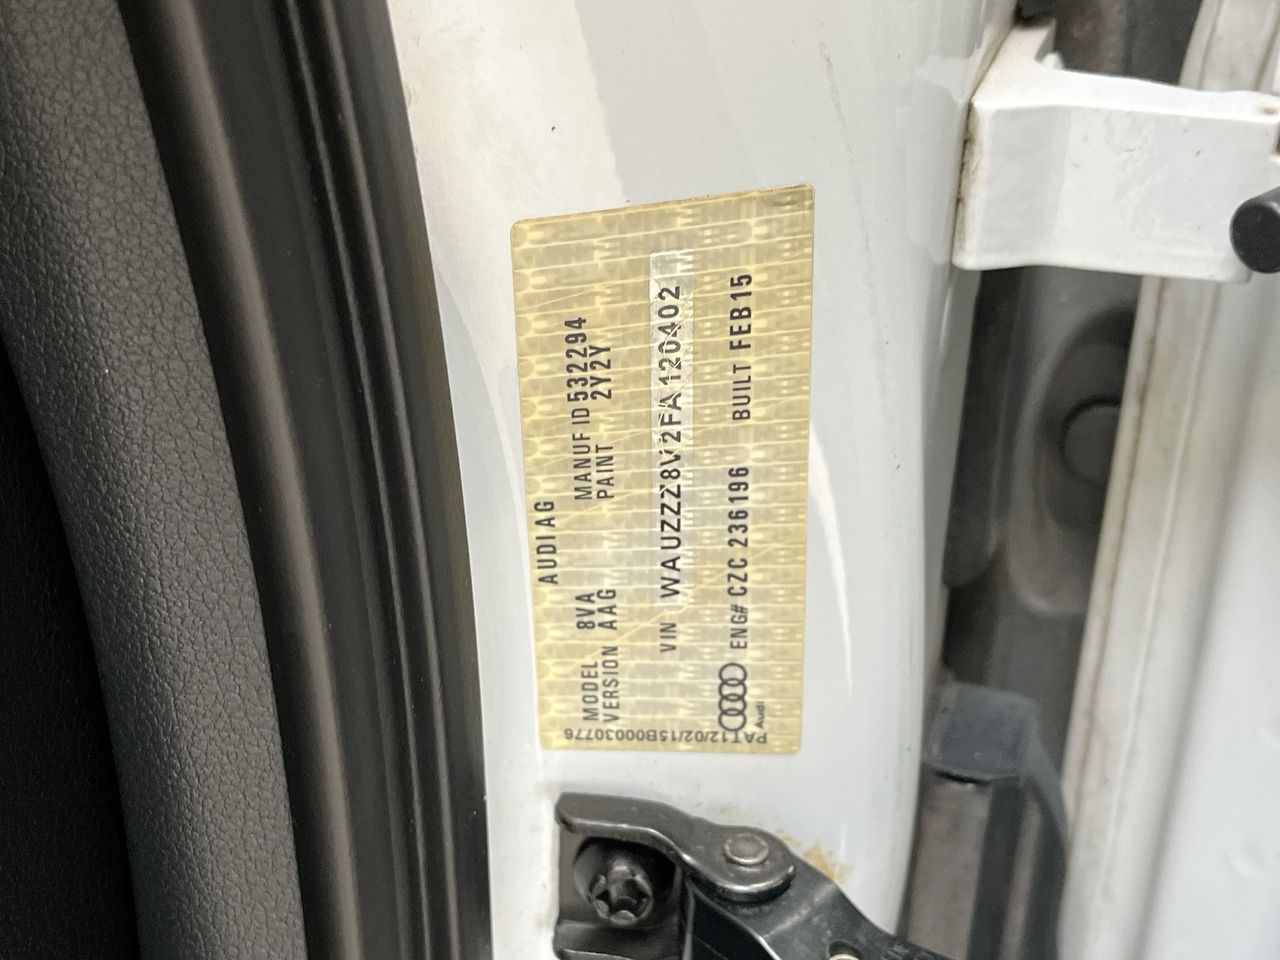 AUDI AG
MODEL 8VA MANUF ID 532294
VERSION AAG PAINT 2Y2Y
VIN WAUZZZ8V2FA120402
ENG# CZC 236196 BUILT FEB15
Audi
PAT12/02/15B00030776